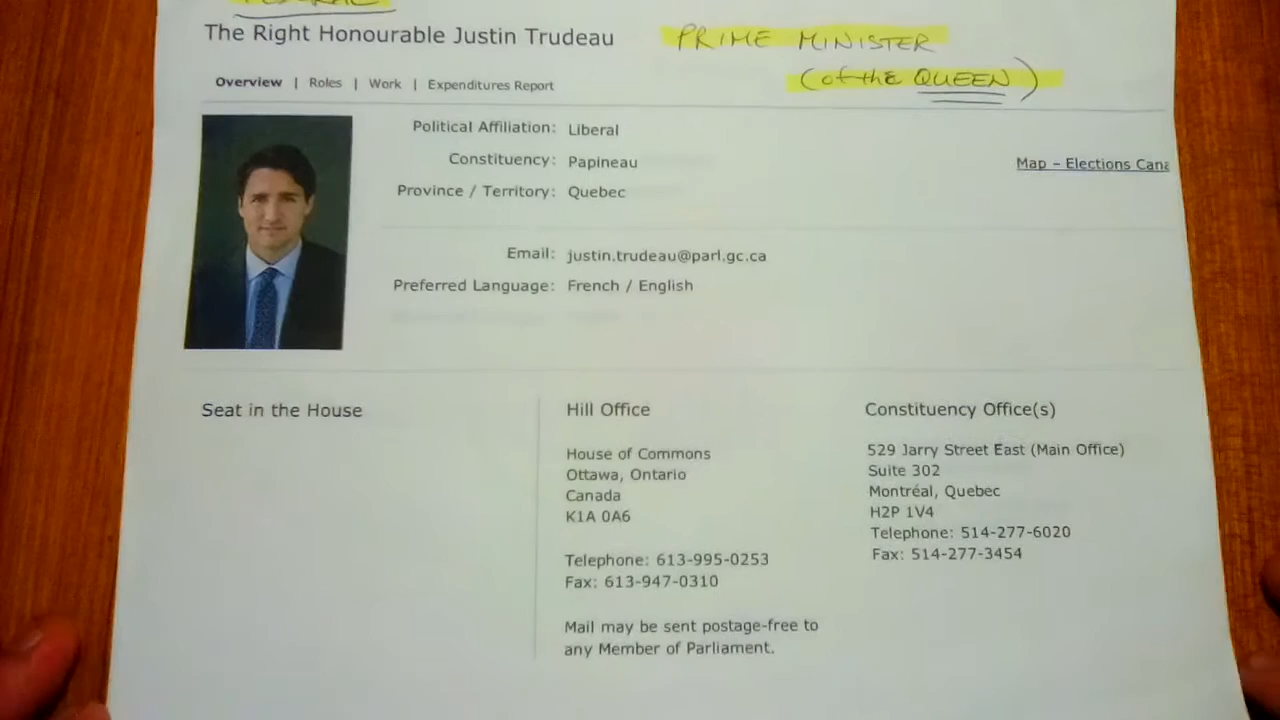 The Right Honourable Justin Trudeau PRIME MINISTER
(of the QUEEN)
Overview | Roles | Work | Expenditures Report
Political Affiliation: Liberal
Constituency: Papineau
Map - Elections Cana
Province / Territory: Quebec
Email: justin.trudeau@parl.gc.ca
Preferred Language: French / English
Seat in the House
Hill Office
House of Commons
Ottawa, Ontario
Canada
K1A 0A6
Telephone: 613-995-0253
Fax: 613-947-0310
Mail may be sent postage-free to
any Member of Parliament.
Constituency Office(s)
529 Jarry Street East (Main Office)
Suite 302
Montréal, Quebec
H2P 1V4
Telephone: 514-277-6020
Fax: 514-277-3454